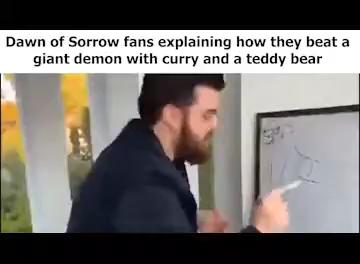 Dawn of Sorrow fans explaining how they beat a
giant demon with curry and a teddy bear